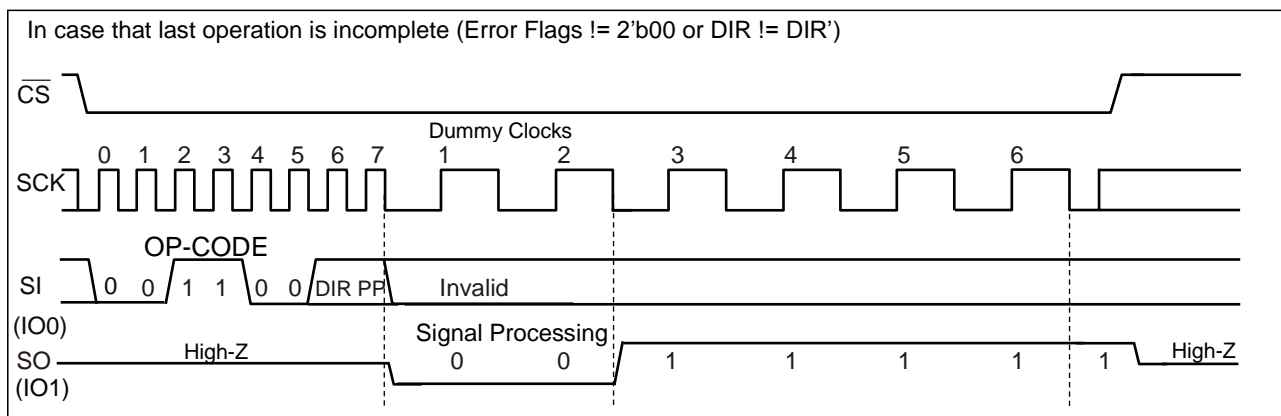 In case that last operation is incomplete (Error Flags != 2'b00 or DIR != DIR')
CS
Dummy Clocks
0 1 2 3 4 5 6 7 1 2 3 4 5 6
SCK
OP-CODE
SI 0 0 1 1 0 0 DIR PP Invalid
(IO0)
Signal Processing
SO High-Z 0 0 1 1 1 1 1 High-Z
(IO1)